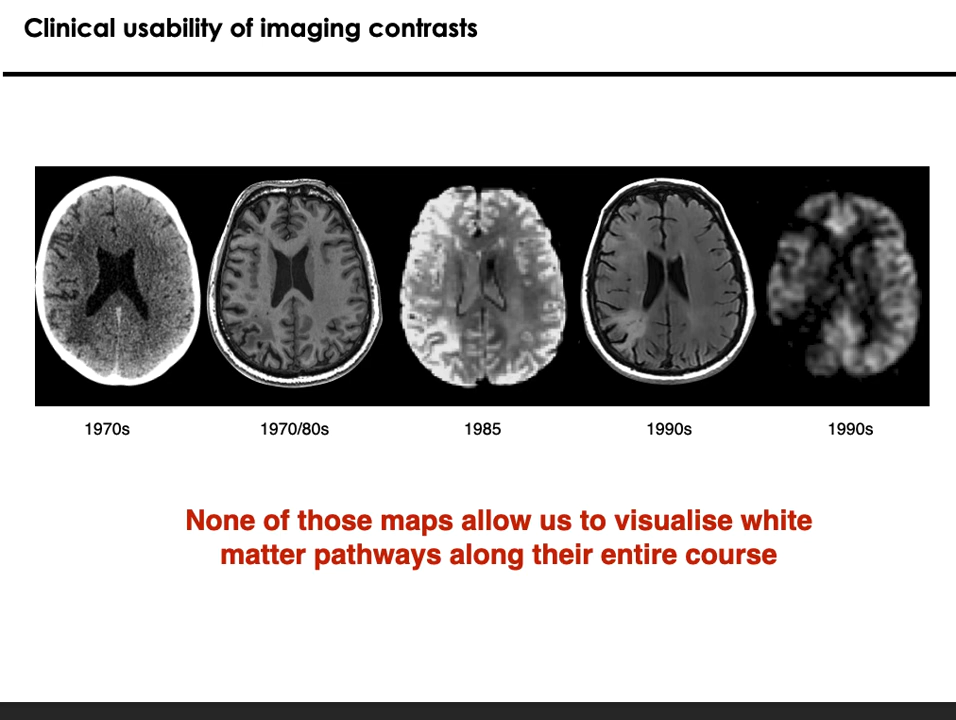 Clinical usability of imaging contrasts
1970s
1970/80s
1985
1990s
1990s
None of those maps allow us to visualise white
matter pathways along their entire course